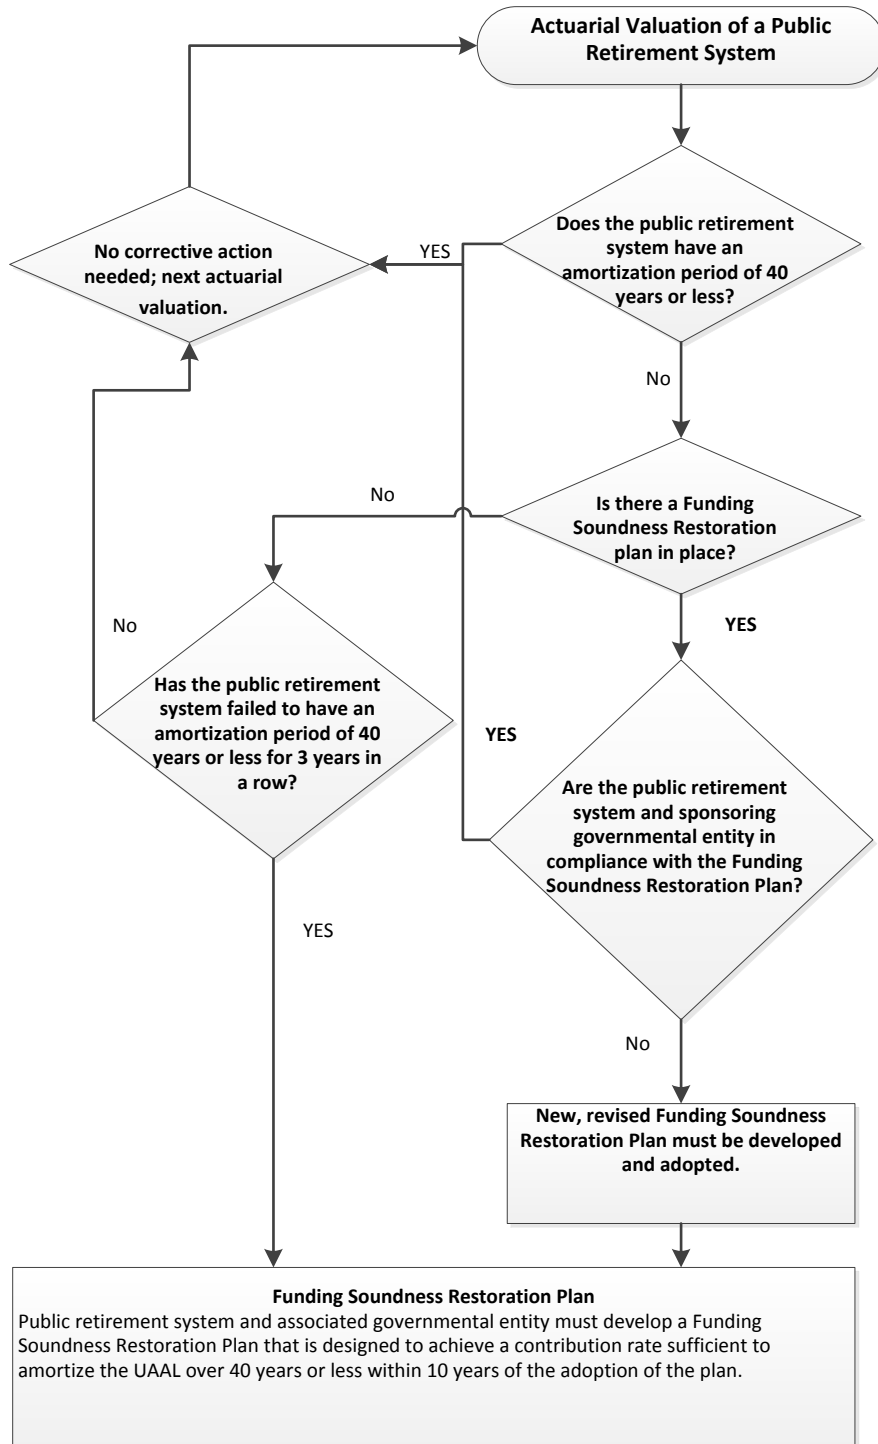 Actuarial Valuation of a Public
Retirement System
Does the public retirement
system have an
amortization period of 40
years or less?
YES
No corrective action
needed; next actuarial
valuation.
No
Is there a Funding
Soundness Restoration
plan in place?
No
YES
No
Has the public retirement
system failed to have an
amortization period of 40
years or less for 3 years in
a row?
YES
Are the public retirement
system and sponsoring
governmental entity in
compliance with the Funding
Soundness Restoration Plan?
YES
No
New, revised Funding Soundness
Restoration Plan must be developed
and adopted.
Funding Soundness Restoration Plan
Public retirement system and associated governmental entity must develop a Funding
Soundness Restoration Plan that is designed to achieve a contribution rate sufficient to
amortize the UAAL over 40 years or less within 10 years of the adoption of the plan.